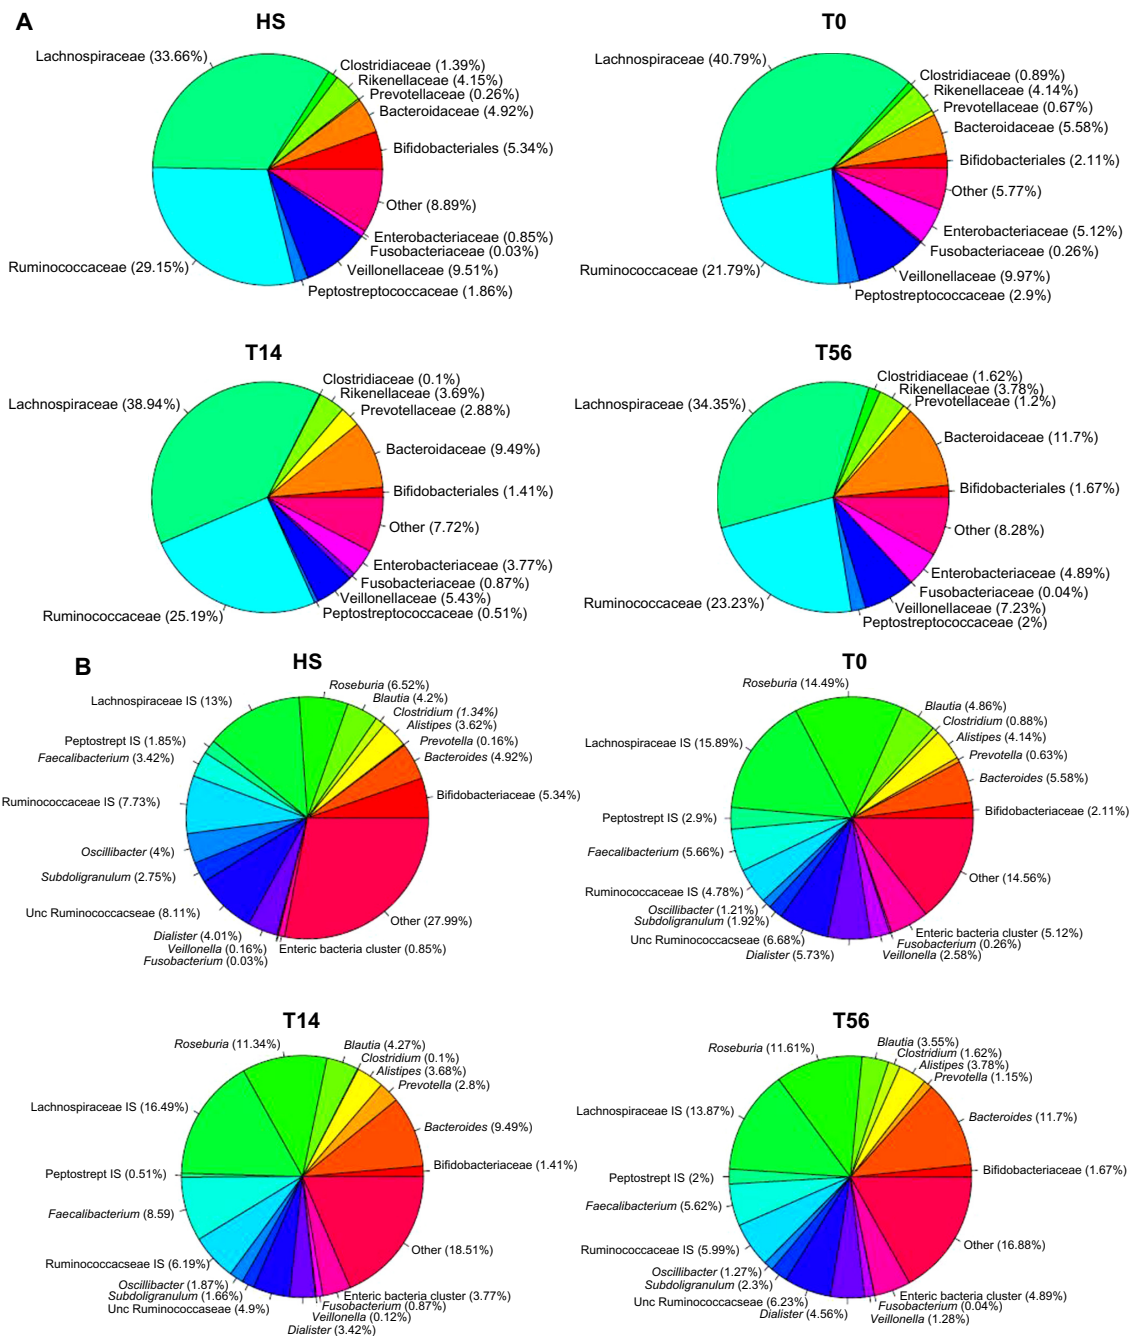 A
HS
Lachnospiraceae (33.66%)
Clostridiaceae (1.39%)
Rikenellaceae (4.15%)
Prevotellaceae (0.26%)
Bacteroidaceae (4.92%)
Bifidobacteriales (5.34%)
Other (8.89%)
Enterobacteriaceae (0.85%)
Fusobacteriaceae (0.03%)
Veillonellaceae (9.51%)
Peptostreptococcaceae (1.86%)
Ruminococcaceae (29.15%)
T0
Lachnospiraceae (40.79%)
Clostridiaceae (0.89%)
Rikenellaceae (4.14%)
Prevotellaceae (0.67%)
Bacteroidaceae (5.58%)
Bifidobacteriales (2.11%)
Other (5.77%)
Enterobacteriaceae (5.12%)
Fusobacteriaceae (0.26%)
Veillonellaceae (9.97%)
Peptostreptococcaceae (2.9%)
Ruminococcaceae (21.79%)
T14
Lachnospiraceae (38.94%)
Clostridiaceae (0.1%)
Rikenellaceae (3.69%)
Prevotellaceae (2.88%)
Bacteroidaceae (9.49%)
Bifidobacteriales (1.41%)
Other (7.72%)
Enterobacteriaceae (3.77%)
Fusobacteriaceae (0.87%)
Veillonellaceae (5.43%)
Peptostreptococcaceae (0.51%)
Ruminococcaceae (25.19%)
T56
Lachnospiraceae (34.35%)
Clostridiaceae (1.62%)
Rikenellaceae (3.78%)
Prevotellaceae (1.2%)
Bacteroidaceae (11.7%)
Bifidobacteriales (1.67%)
Other (8.28%)
Enterobacteriaceae (4.89%)
Fusobacteriaceae (0.04%)
Veillonellaceae (7.23%)
Peptostreptococcaceae (2%)
Ruminococcaceae (23.23%)
B
HS
Roseburia (6.52%)
Blautia (4.2%)
Clostridium (1.34%)
Alistipes (3.62%)
Prevotella (0.16%)
Bacteroides (4.92%)
Bifidobacteriaceae (5.34%)
Other (27.99%)
Enteric bacteria cluster (0.85%)
Lachnospiraceae IS (13%)
Peptostrept IS (1.85%)
Faecalibacterium (3.42%)
Ruminococcaceae IS (7.73%)
Oscillibacter (4%)
Subdoligranulum (2.75%)
Unc Ruminococcacseae (8.11%)
Dialister (4.01%)
Veillonella (0.16%)
Fusobacterium (0.03%)
T0
Roseburia (14.49%)
Blautia (4.86%)
Clostridium (0.88%)
Alistipes (4.14%)
Prevotella (0.63%)
Bacteroides (5.58%)
Bifidobacteriaceae (2.11%)
Other (14.56%)
Enteric bacteria cluster (5.12%)
Fusobacterium (0.26%)
Veillonella (2.58%)
Lachnospiraceae IS (15.89%)
Peptostrept IS (2.9%)
Faecalibacterium (5.66%)
Ruminococcaceae IS (4.78%)
Oscillibacter (1.21%)
Subdoligranulum (1.92%)
Unc Ruminococcacseae (6.68%)
Dialister (5.73%)
T14
Roseburia (11.34%)
Blautia (4.27%)
Clostridium (0.1%)
Alistipes (3.68%)
Prevotella (2.8%)
Bacteroides (9.49%)
Bifidobacteriaceae (1.41%)
Other (18.51%)
Enteric bacteria cluster (3.77%)
Fusobacterium (0.87%)
Veillonella (0.12%)
Dialister (3.42%)
Lachnospiraceae IS (16.49%)
Peptostrept IS (0.51%)
Faecalibacterium (8.59)
Ruminococcacseae IS (6.19%)
Oscillibacter (1.87%)
Subdoligranulum (1.66%)
Unc Ruminococcaseae (4.9%)
T56
Roseburia (11.61%)
Blautia (3.55%)
Clostridium (1.62%)
Alistipes (3.78%)
Prevotella (1.15%)
Bacteroides (11.7%)
Bifidobacteriaceae (1.67%)
Other (16.88%)
Enteric bacteria cluster (4.89%)
Fusobacterium (0.04%)
Veillonella (1.28%)
Lachnospiraceae IS (13.87%)
Peptostrept IS (2%)
Faecalibacterium (5.62%)
Ruminococcaceae IS (5.99%)
Oscillibacter (1.27%)
Subdoligranulum (2.3%)
Unc Ruminococcacseae (6.23%)
Dialister (4.56%)